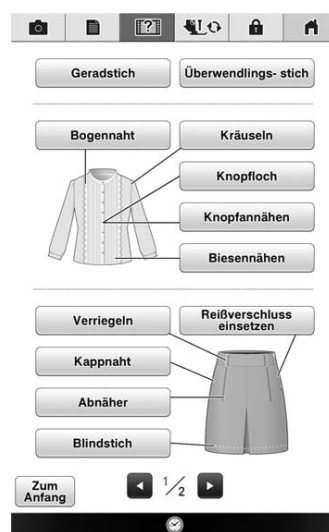 ?
Geradstich
Überwendlings- stich
Bogennaht
Kräuseln
Knopfloch
Knopfannähen
Biesennähen
Verriegeln
Reißverschluss
einsetzen
Kappnaht
Abnäher
Blindstich
Zum
Anfang
1/2